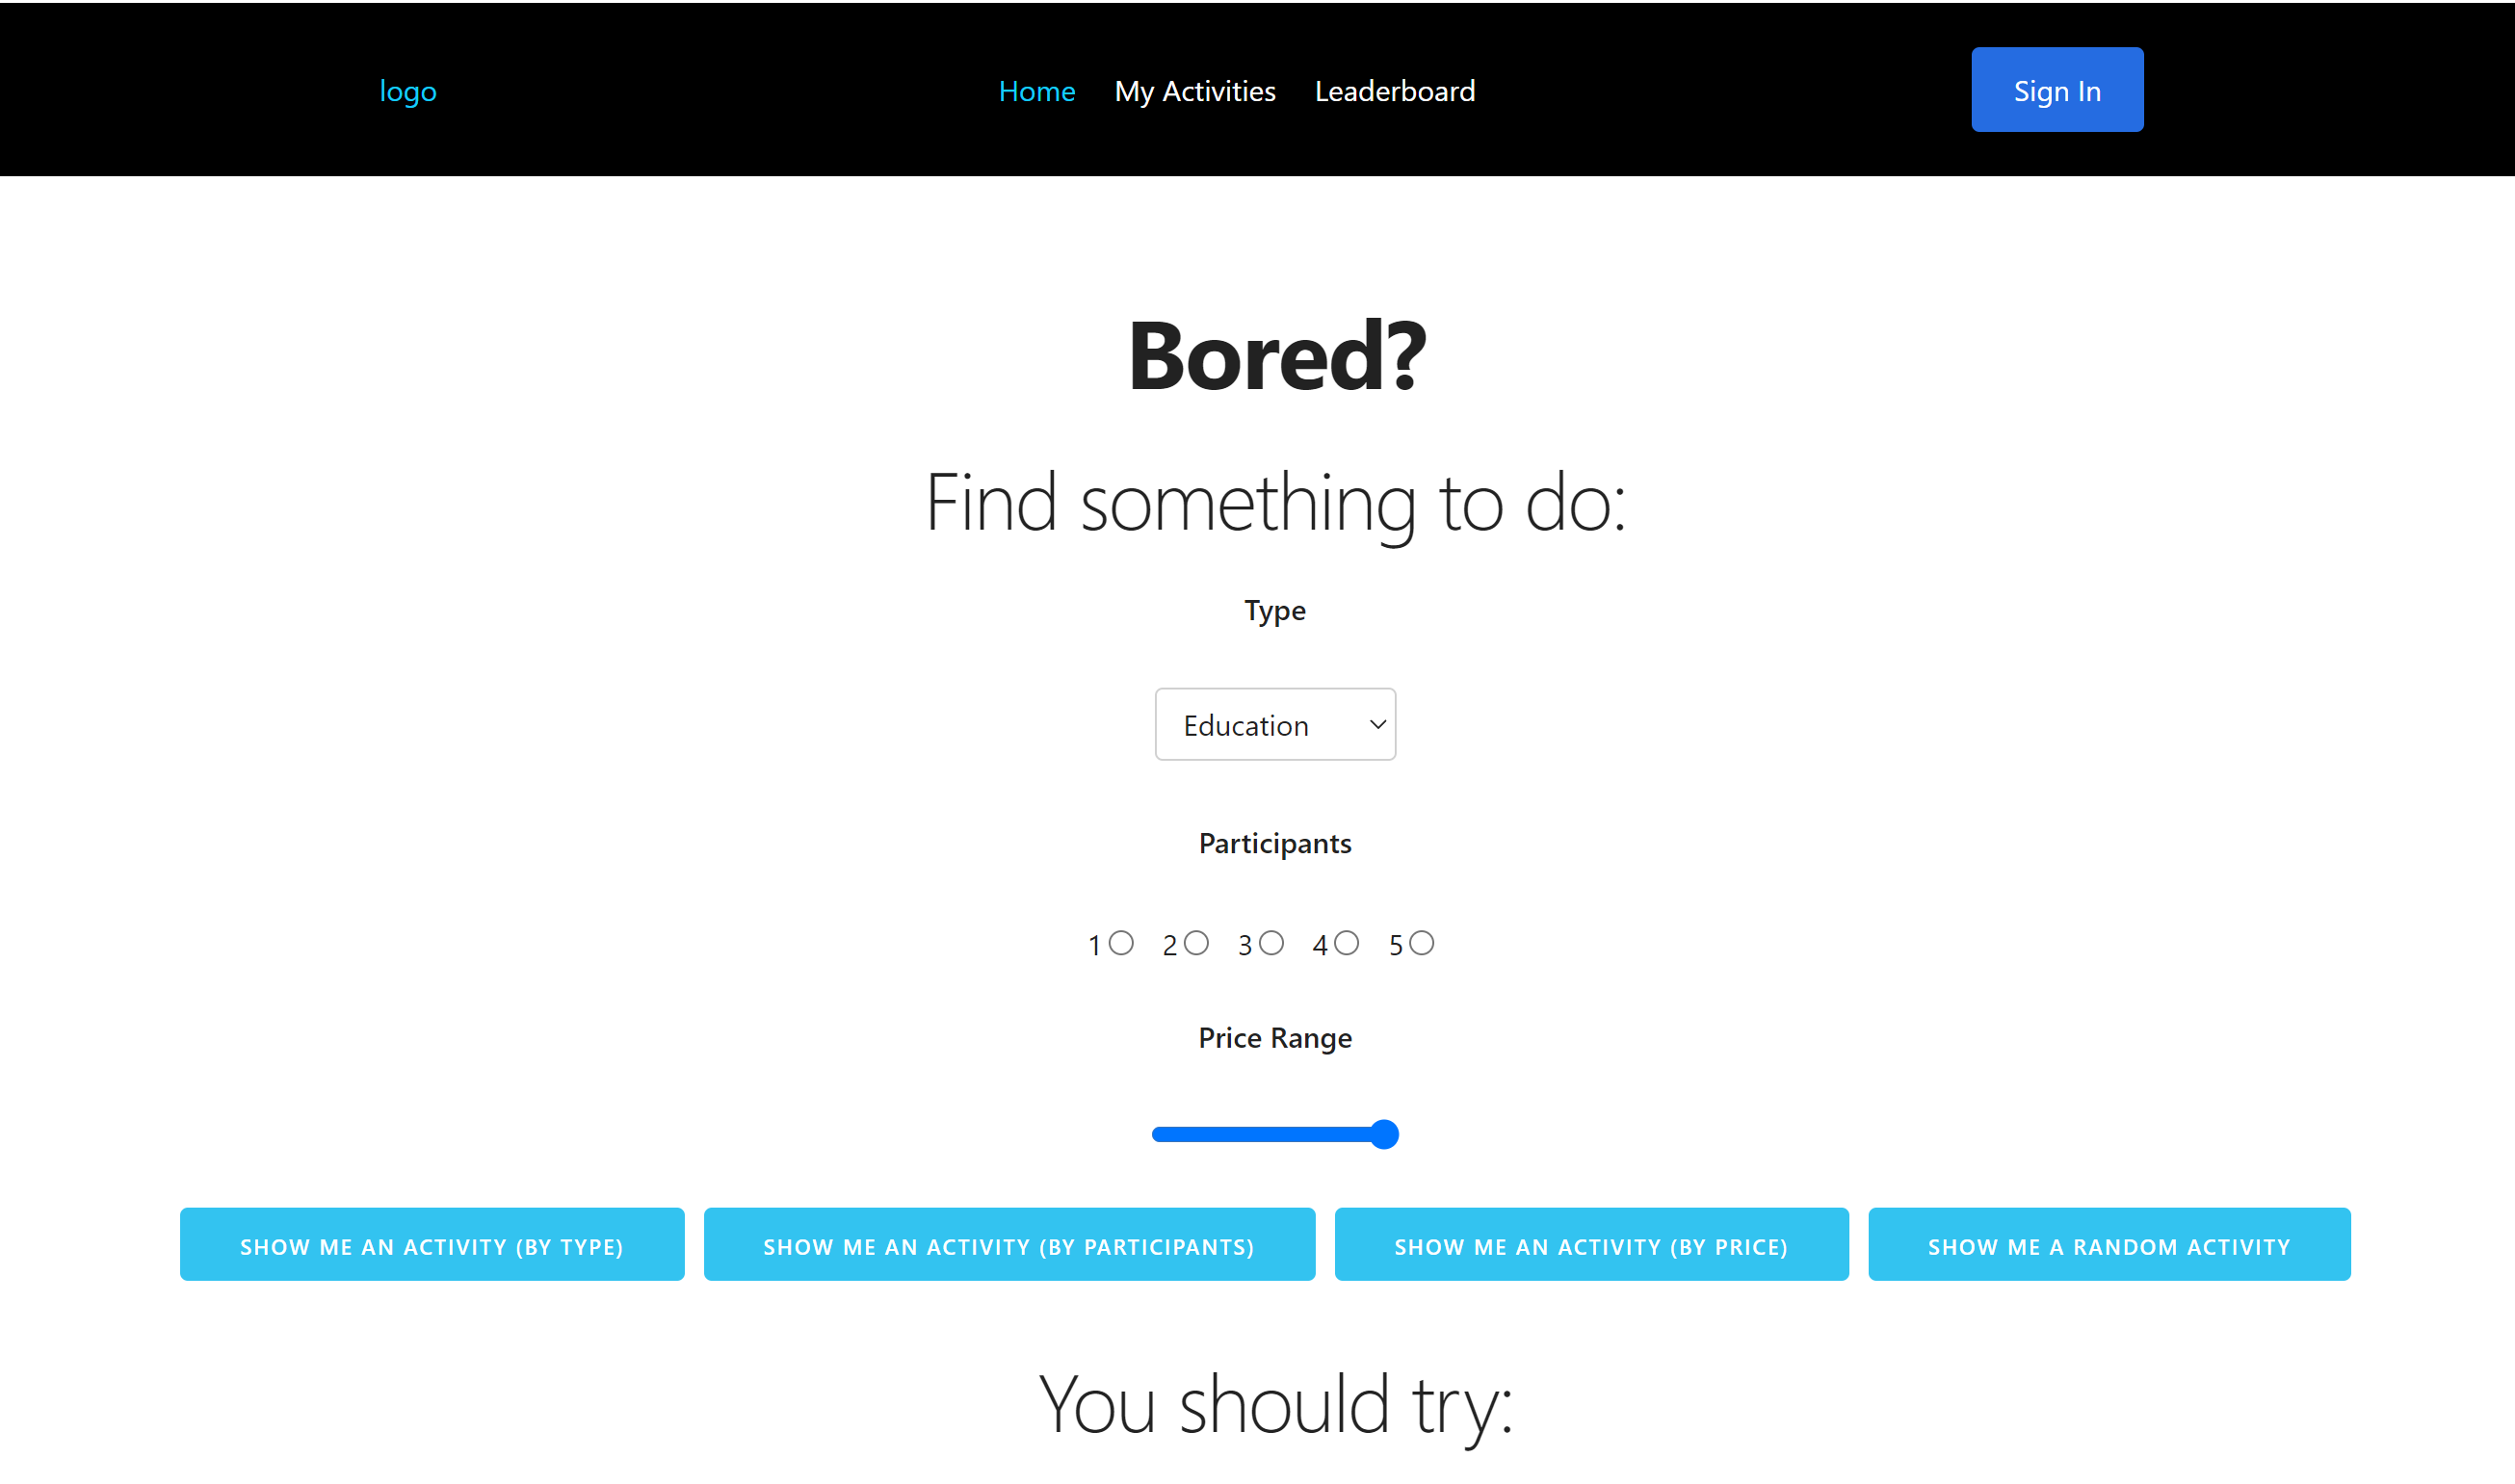 logo Home My Activities Leaderboard Sign In
Bored?
Find something to do:
Type
Education
Participants
1 2 3 4 5
Price Range
SHOW ME AN ACTIVITY (BY TYPE) SHOW ME AN ACTIVITY (BY PARTICIPANTS) SHOW ME AN ACTIVITY (BY PRICE) SHOW ME A RANDOM ACTIVITY
You should try: